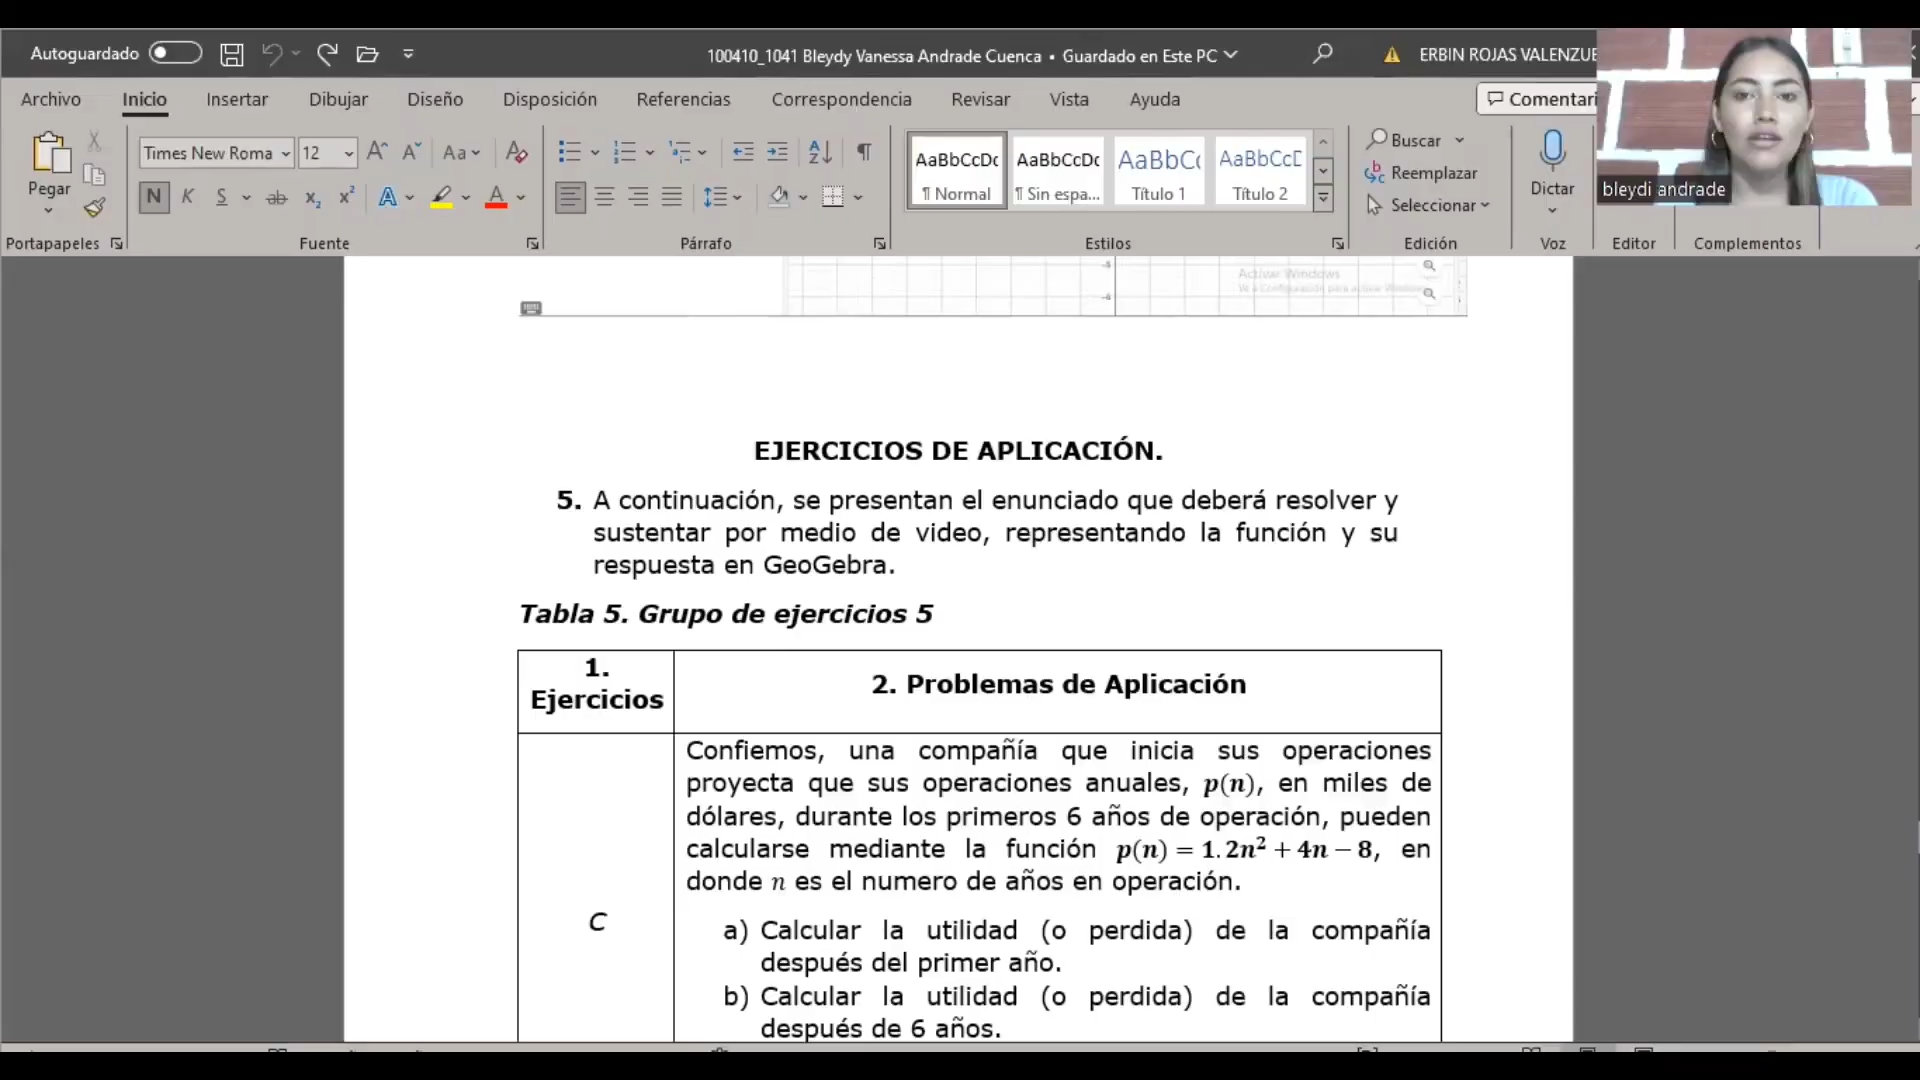 Autoguardado
100410_1041 Bleydy Vanessa Andrade Cuenca • Guardado en Este PC
ERBIN ROJAS VALENZUE
Archivo Inicio Insertar Dibujar Diseño Disposición Referencias Correspondencia Revisar Vista Ayuda
Comentari
Pegar
Times New Roma 12
Aa
N K S ab x₂ x² A A
AaBbCcDc AaBbCcDc AaBbC AaBbCcD
¶ Normal ¶ Sin espa... Título 1 Título 2
Buscar
Reemplazar
Seleccionar
Dictar
bleydi andrade
Portapapeles Fuente Párrafo Estilos Edición Voz Editor Complementos
Activar Windows
EJERCICIOS DE APLICACIÓN.
5. A continuación, se presentan el enunciado que deberá resolver y
sustentar por medio de video, representando la función y su
respuesta en GeoGebra.
Tabla 5. Grupo de ejercicios 5
1.
Ejercicios
2. Problemas de Aplicación
C
Confiemos, una compañía que inicia sus operaciones
proyecta que sus operaciones anuales, p(n), en miles de
dólares, durante los primeros 6 años de operación, pueden
calcularse mediante la función p(n) = 1.2n² + 4n − 8, en
donde n es el numero de años en operación.
a) Calcular la utilidad (o perdida) de la compañía
después del primer año.
b) Calcular la utilidad (o perdida) de la compañía
después de 6 años.